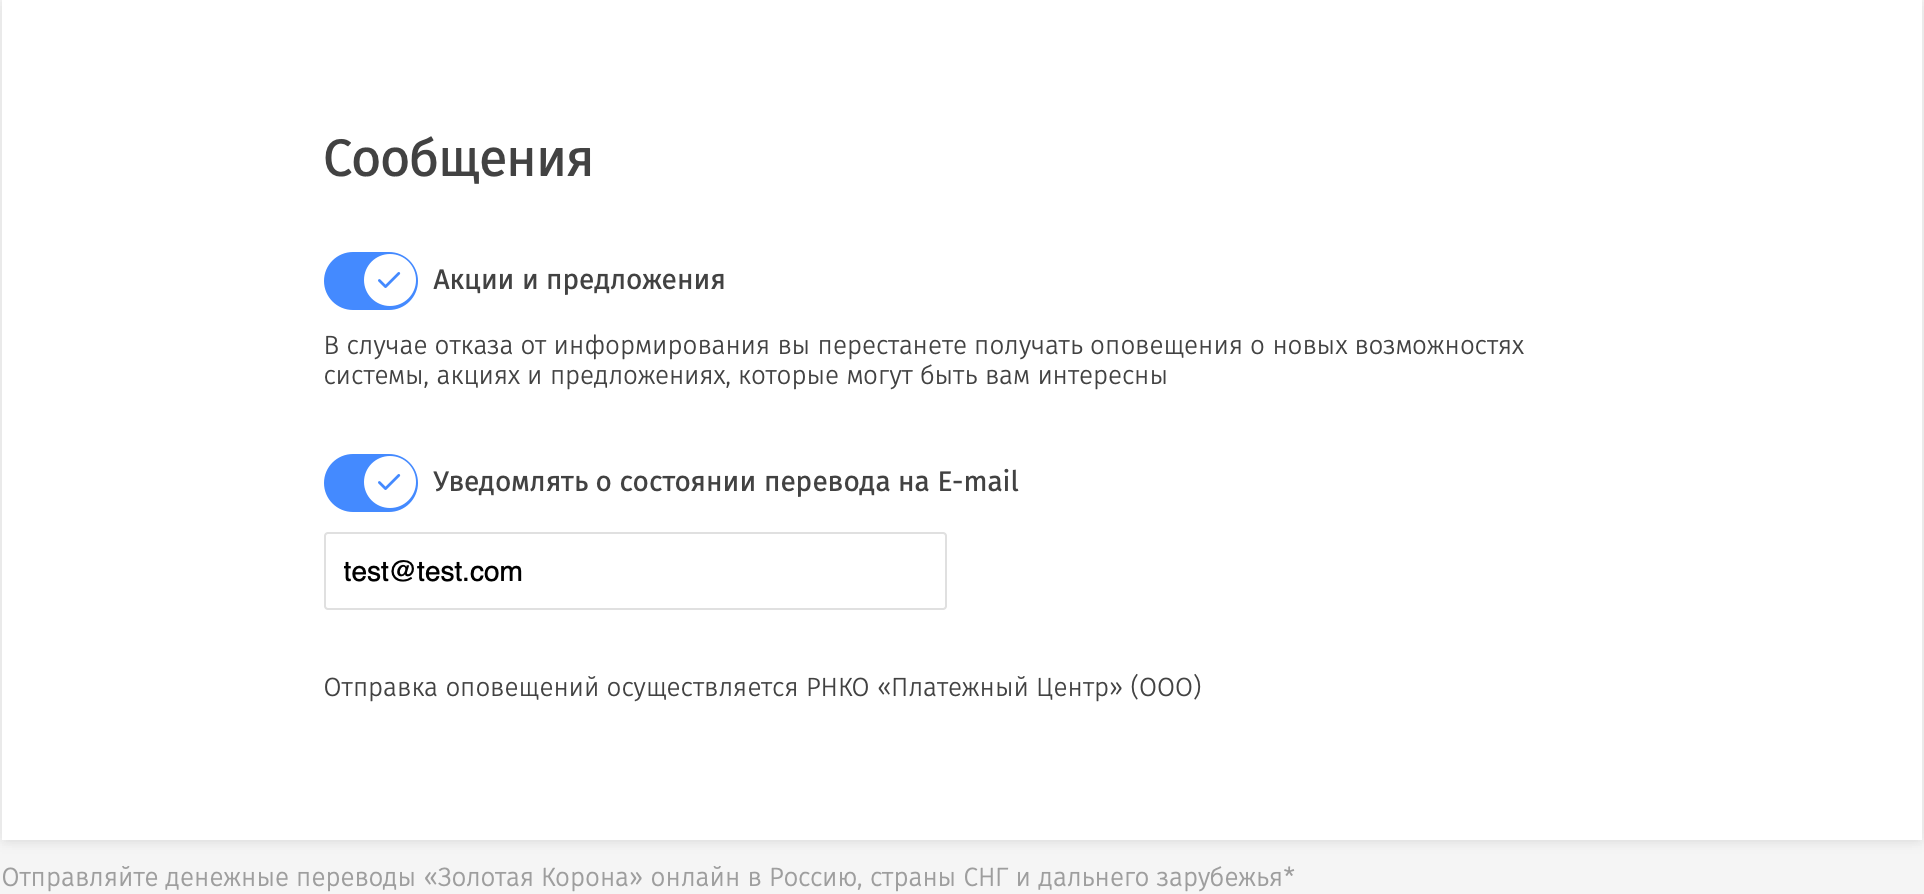 Сообщения
Акции и предложения
В случае отказа от информирования вы перестанете получать оповещения о новых возможностях
системы, акциях и предложениях, которые могут быть вам интересны
Уведомлять о состоянии перевода на E-mail
test@test.com
Отправка оповещений осуществляется РНКО «Платежный Центр» (ООО)
Отправляйте денежные переводы «Золотая Корона» онлайн в Россию, страны СНГ и дальнего зарубежья*